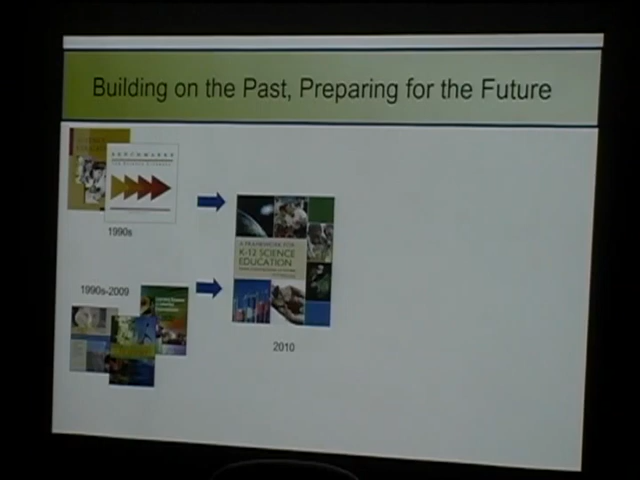 Building on the Past, Preparing for the Future
BENCHMARKS
1990s
1990s-2009
A FRAMEWORK FOR
K-12 SCIENCE
EDUCATION
2010